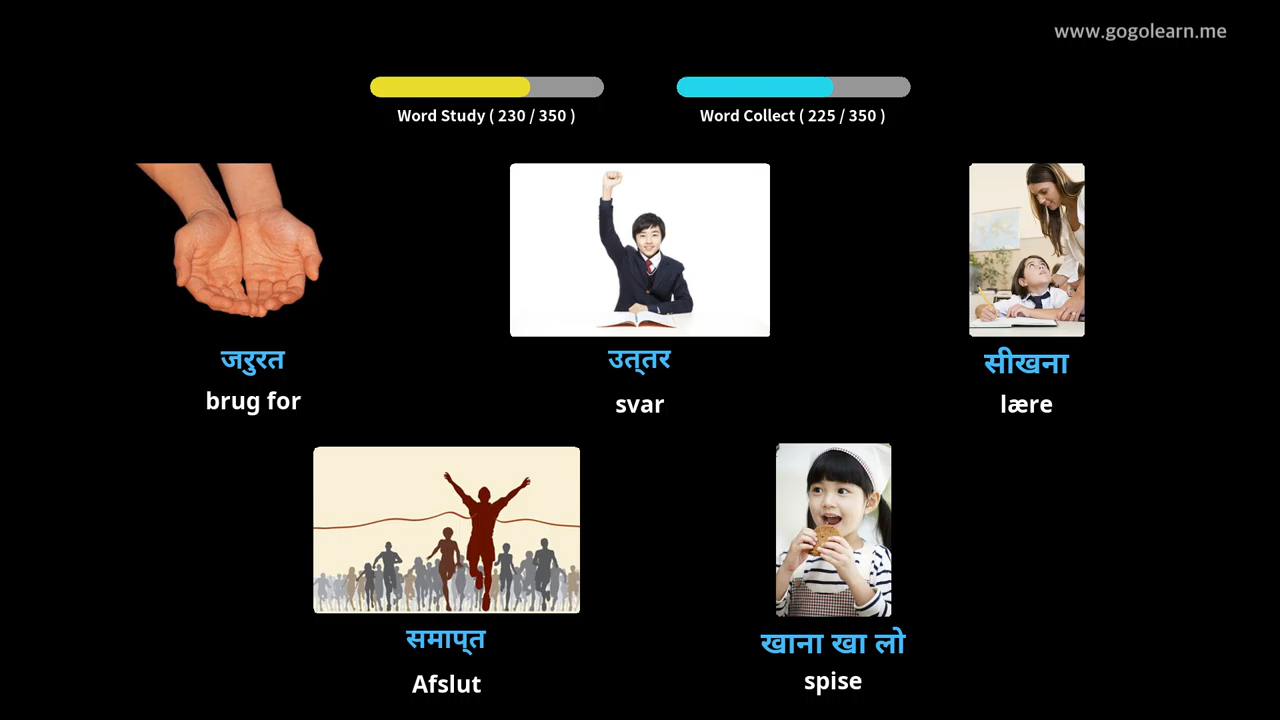 www.gogolearn.me
Word Study ( 230 / 350 )
Word Collect ( 225 / 350 )
जरुरत
brug for
उत्तर
svar
सीखना
lære
समाप्त
Afslut
खाना खा लो
spise